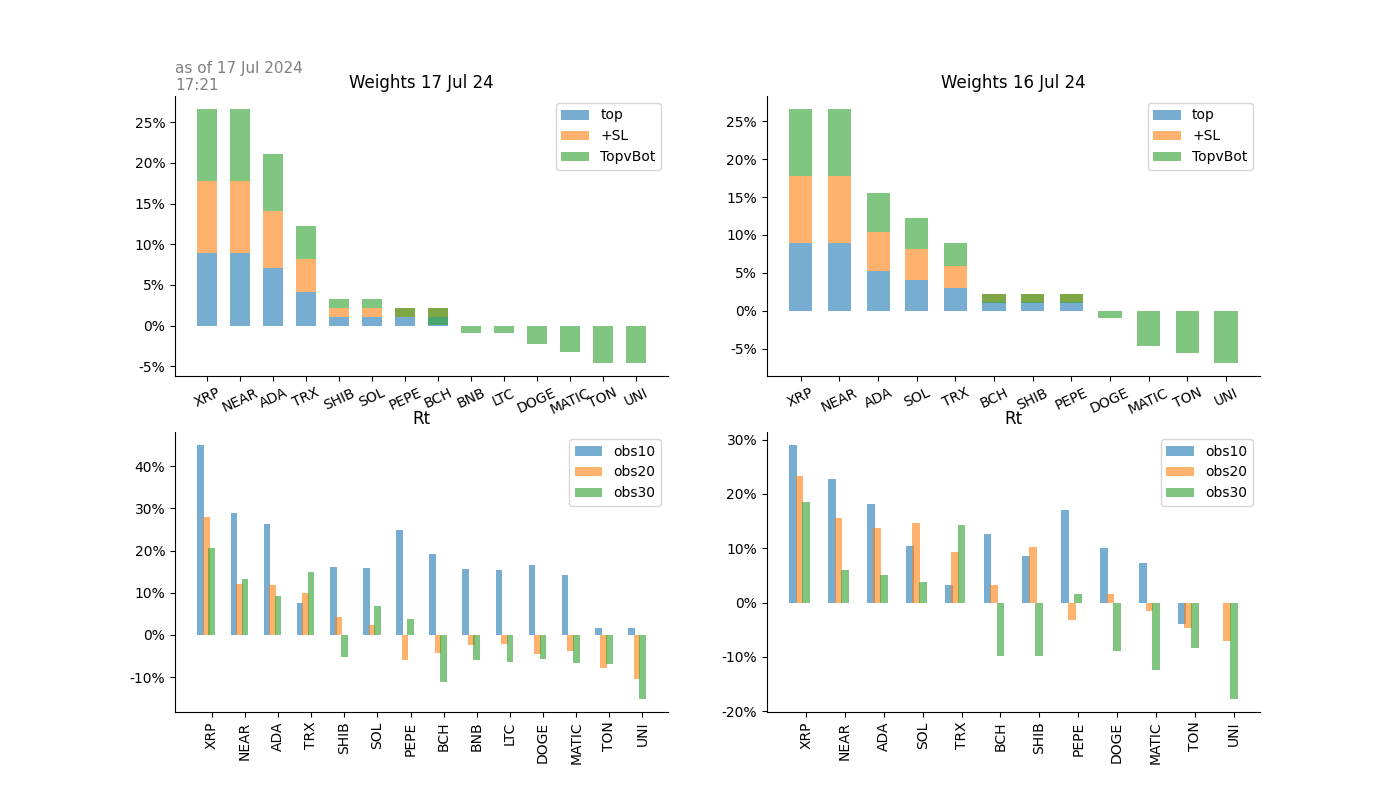 as of 17 Jul 2024
17:21
Weights 17 Jul 24
25%
20%
15%
10%
5%
0%
-5%
top
+SL
TopvBot
XRP NEAR ADA TRX SHIB SOL PEPE BCH BNB LTC DOGE MATIC TON UNI
Weights 16 Jul 24
25%
20%
15%
10%
5%
0%
-5%
top
+SL
TopvBot
XRP NEAR ADA SOL TRX BCH SHIB PEPE DOGE MATIC TON UNI
Rt
40%
30%
20%
10%
0%
-10%
obs10
obs20
obs30
XRP NEAR ADA TRX SHIB SOL PEPE BCH BNB LTC DOGE MATIC TON UNI
Rt
30%
20%
10%
0%
-10%
-20%
obs10
obs20
obs30
XRP NEAR ADA SOL TRX BCH SHIB PEPE DOGE MATIC TON UNI